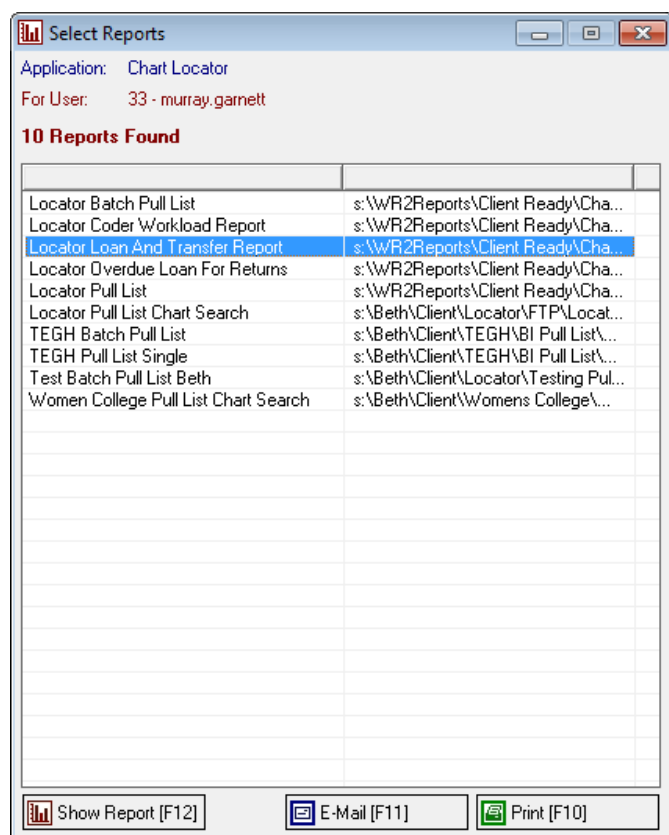 Select Reports
Application: Chart Locator
For User: 33 - murray.garnett
10 Reports Found
Locator Batch Pull List s:\WR2Reports\Client Ready\Cha...
Locator Coder Workload Report s:\WR2Reports\Client Ready\Cha...
Locator Loan And Transfer Report s:\WR2Reports\Client Ready\Cha...
Locator Overdue Loan For Returns s:\WR2Reports\Client Ready\Cha...
Locator Pull List s:\WR2Reports\Client Ready\Cha...
Locator Pull List Chart Search s:\Beth\Client\Locator\FTP\Locat...
TEGH Batch Pull List s:\Beth\Client\TEGH\BI Pull List\...
TEGH Pull List Single s:\Beth\Client\TEGH\BI Pull List\...
Test Batch Pull List Beth s:\Beth\Client\Locator\Testing Pul...
Women College Pull List Chart Search s:\Beth\Client\Womens College\...
Show Report [F12] E-Mail [F11] Print [F10]